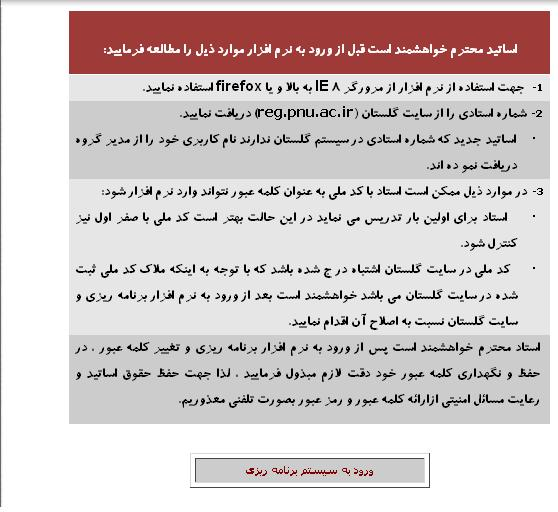 اساتید محترم خواهشمند است قبل از ورود به نرم افزار موارد ذیل را مطالعه فرمایید:
1- جهت استفاده از نرم افزار از مرورگر IE ۸ به بالا و یا firefox استفاده نمایید.
2- شماره استادی را از سایت گلستان (reg.pnu.ac.ir) دریافت نمایید.
· اساتید جدید که شماره استادی در سیستم گلستان ندارند نام کاربری خود را از مدیر گروه
دریافت نمو ده اند.
3- در موارد ذیل ممکن است استاد با کد ملی به عنوان کلمه عبور نتواند وارد نرم افزار شود:
· استاد برای اولین بار تدریس می نماید در این حالت بهتر است کد ملی با صفر اول نیز
کنترل شود.
· کد ملی در سایت گلستان اشتباه درج شده باشد که با توجه به اینکه ملاک کد ملی ثبت
شده در سایت گلستان می باشد خواهشمند است بعد از ورود به نرم افزار برنامه ریزی و
سایت گلستان نسبت به اصلاح آن اقدام نمایید.
استاد محترم خواهشمند است پس از ورود به نرم افزار برنامه ریزی و تغییر کلمه عبور ، در
حفظ و نگهداری کلمه عبور خود دقت لازم مبذول فرمایید ، لذا جهت حفظ حقوق اساتید و
رعایت مسائل امنیتی ازارائه کلمه عبور و رمز عبور بصورت تلفنی معذوریم.
ورود به سیستم برنامه ریزی